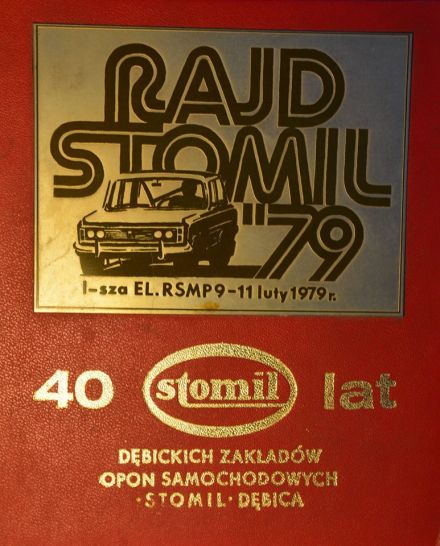 RAJD
STOMIL
"79
I-sza EL. RSMP 9-11 luty 1979 r.
40 stomil lat
DĘBICKICH ZAKŁADÓW
OPON SAMOCHODOWYCH
·STOMIL· DĘBICA